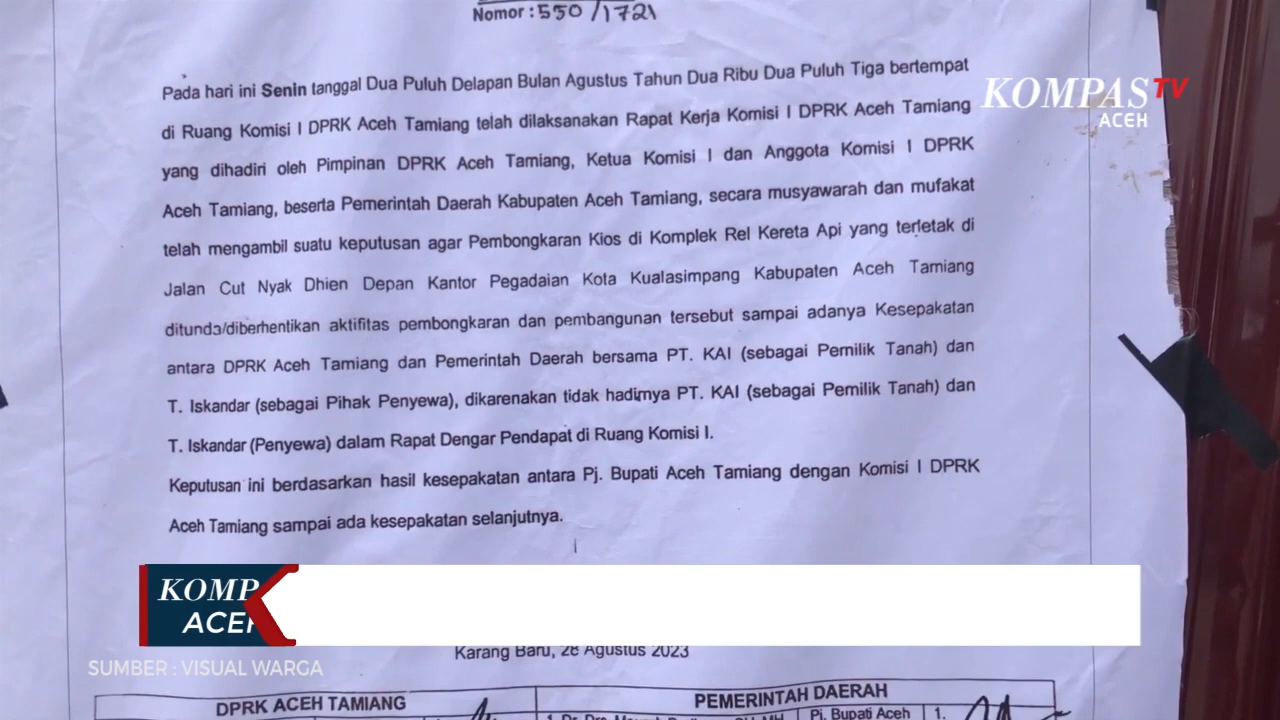 Nomor : 550 /1721
KOMPAS TV
ACEH
Pada hari ini Senin tanggal Dua Puluh Delapan Bulan Agustus Tahun Dua Ribu Dua Puluh Tiga bertempat
di Ruang Komisi I DPRK Aceh Tamiang telah dilaksanakan Rapat Kerja Komisi I DPRK Aceh Tamiang
yang dihadiri oleh Pimpinan DPRK Aceh Tamiang, Ketua Komisi I dan Anggota Komisi I DPRK
Aceh Tamiang, beserta Pemerintah Daerah Kabupaten Aceh Tamiang, secara musyawarah dan mufakat
telah mengambil suatu keputusan agar Pembongkaran Kios di Komplek Rel Kereta Api yang terletak di
Jalan Cut Nyak Dhien Depan Kantor Pegadaian Kota Kualasimpang Kabupaten Aceh Tamiang
ditunda/diberhentikan aktifitas pembongkaran dan pembangunan tersebut sampai adanya Kesepakatan
antara DPRK Aceh Tamiang dan Pemerintah Daerah bersama PT. KAI (sebagai Pemilik Tanah) dan
T. Iskandar (sebagai Pihak Penyewa), dikarenakan tidak hadirnya PT. KAI (sebagai Pemilik Tanah) dan
T. Iskandar (Penyewa) dalam Rapat Dengar Pendapat di Ruang Komisi I.
Keputusan ini berdasarkan hasil kesepakatan antara Pj. Bupati Aceh Tamiang dengan Komisi I DPRK
Aceh Tamiang sampai ada kesepakatan selanjutnya.
KOMP
ACEH
Karang Baru, 28 Agustus 2023
SUMBER : VISUAL WARGA
DPRK ACEH TAMIANG
PEMERINTAH DAERAH
Pj. Bupati Aceh
1.